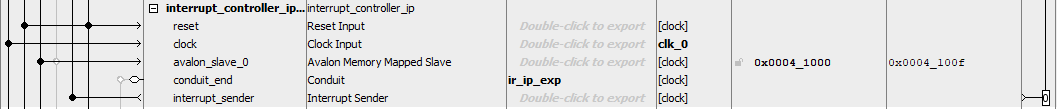 interrupt_controller_ip... interrupt_controller_ip
reset Reset Input Double-click to export [clock]
clock Clock Input Double-click to export clk_0
avalon_slave_0 Avalon Memory Mapped Slave Double-click to export [clock] 0x0004_1000 0x0004_100f
conduit_end Conduit ir_ip_exp [clock]
interrupt_sender Interrupt Sender Double-click to export [clock] 0